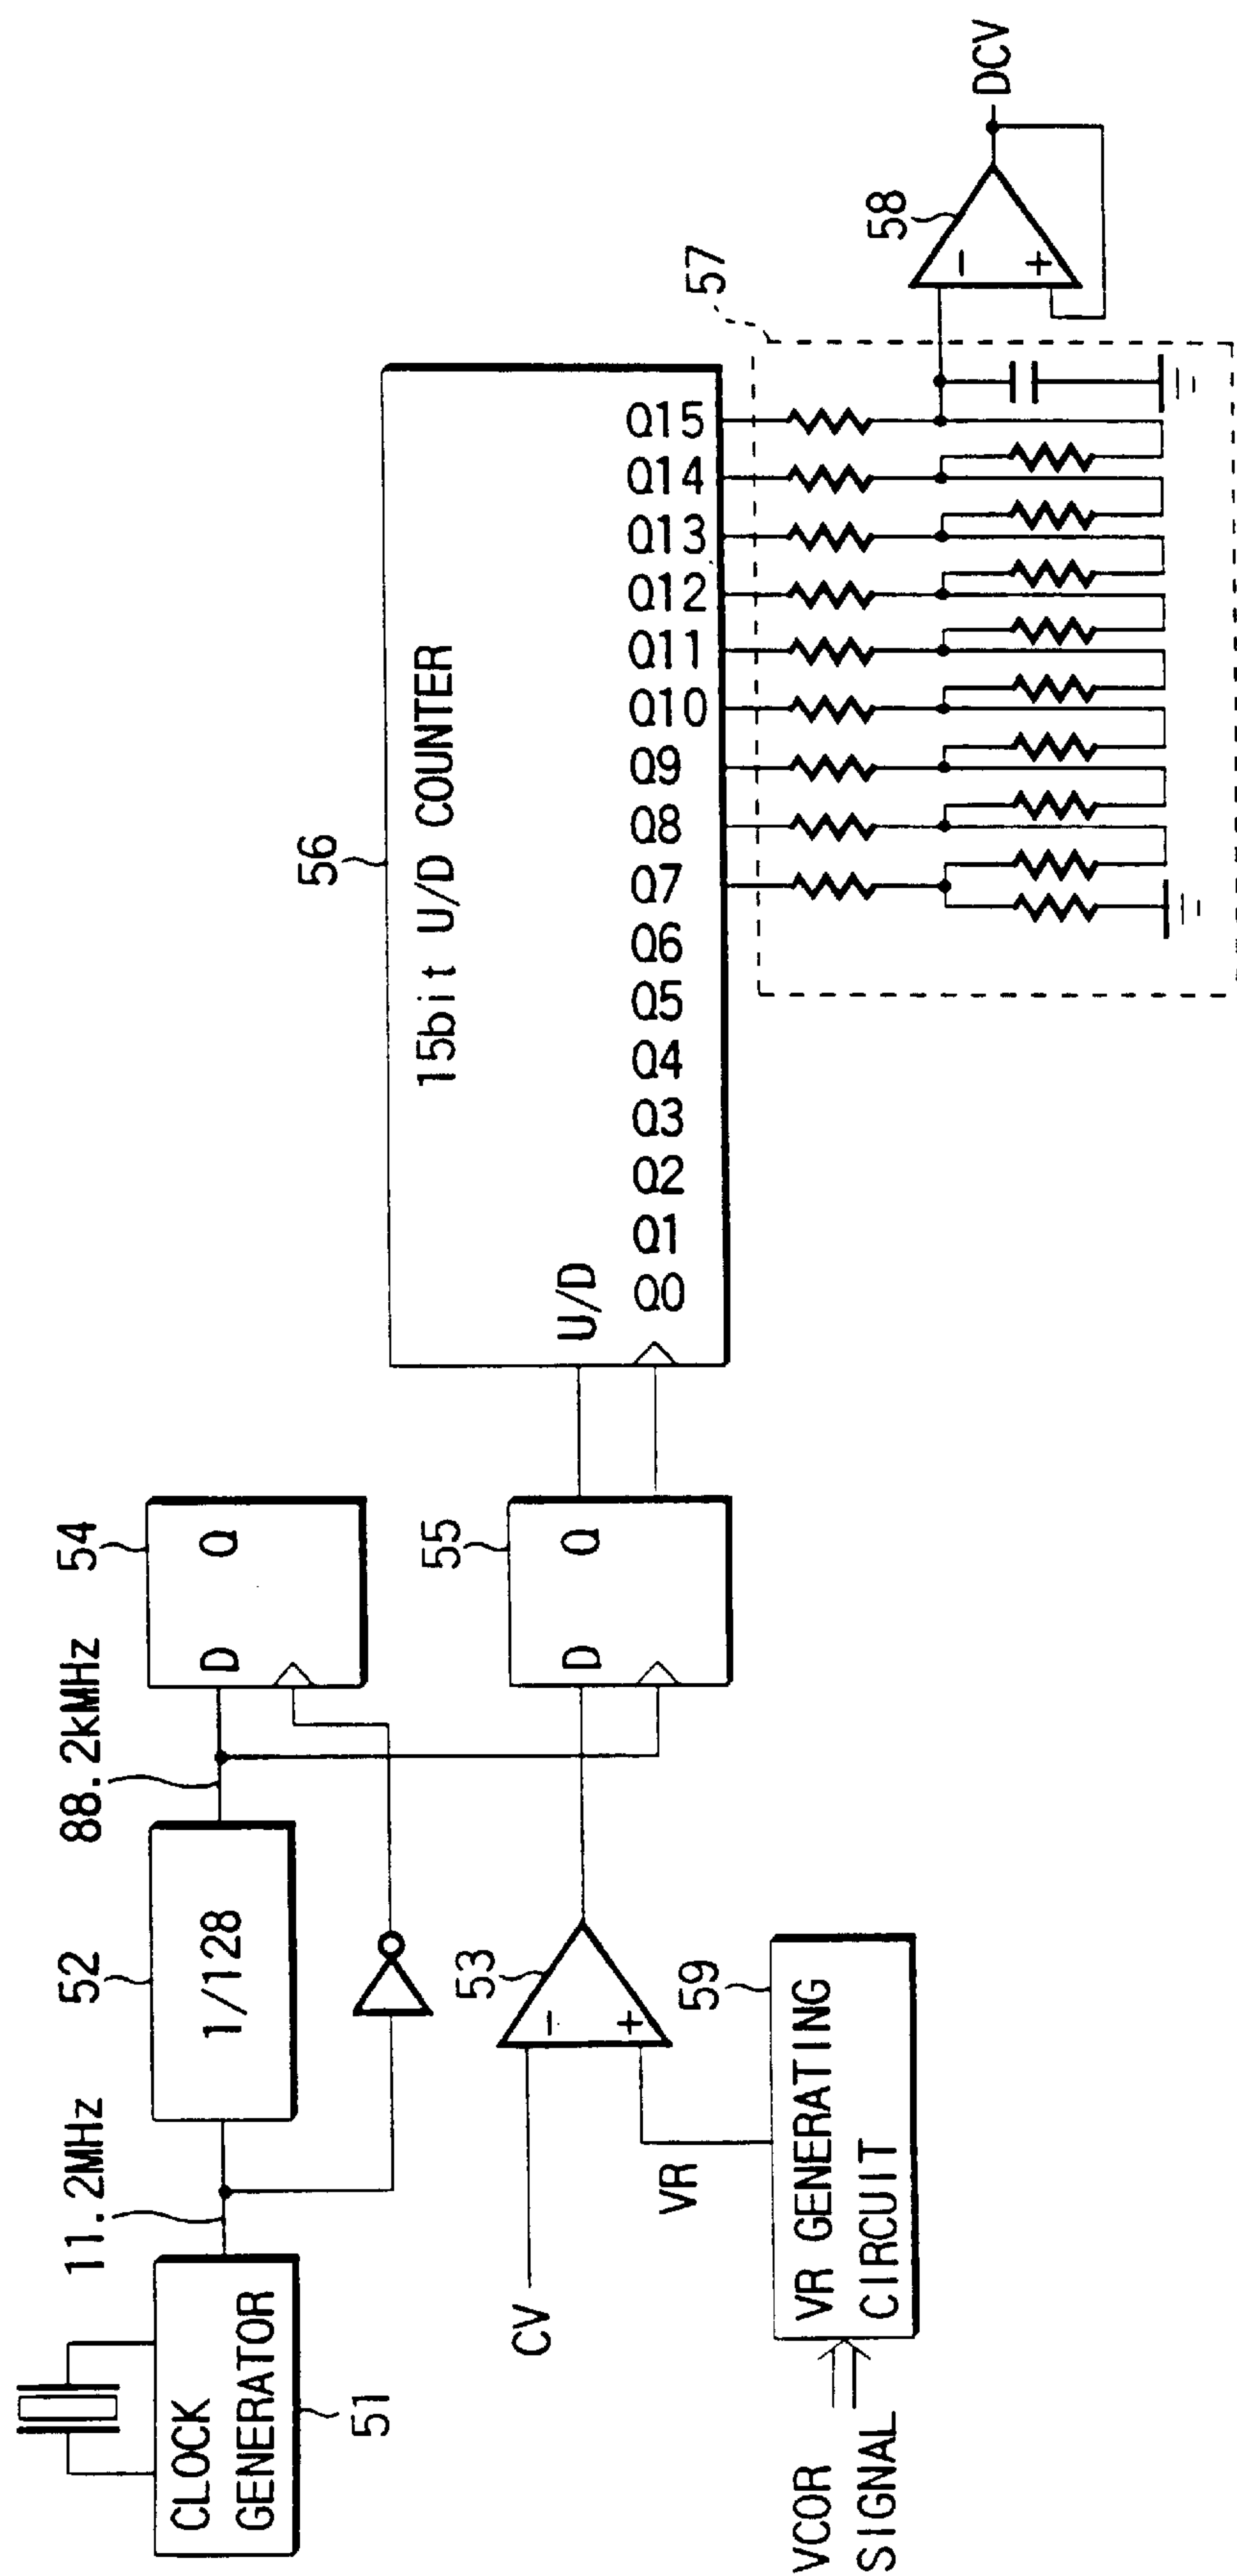 CLOCK
GENERATOR
51
11.2MHz
52
1/128
88.2kMHz
54
D
Q
CV
53
-
+
VR
59
VR GENERATING
CIRCUIT
VCOR
SIGNAL
55
D
Q
56
15bit U/D COUNTER
U/D
Q0
Q1
Q2
Q3
Q4
Q5
Q6
Q7
Q8
Q9
Q10
Q11
Q12
Q13
Q14
Q15
57
58
-
+
DCV